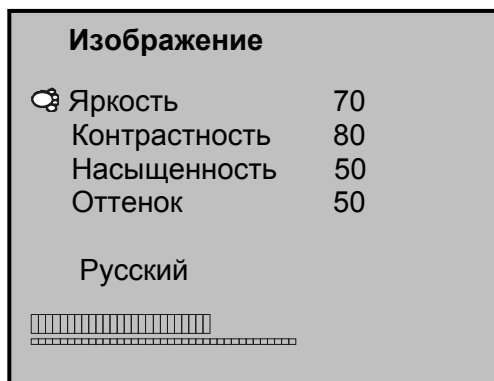 Изображение
Яркость 70
Контрастность 80
Насыщенность 50
Оттенок 50
Русский